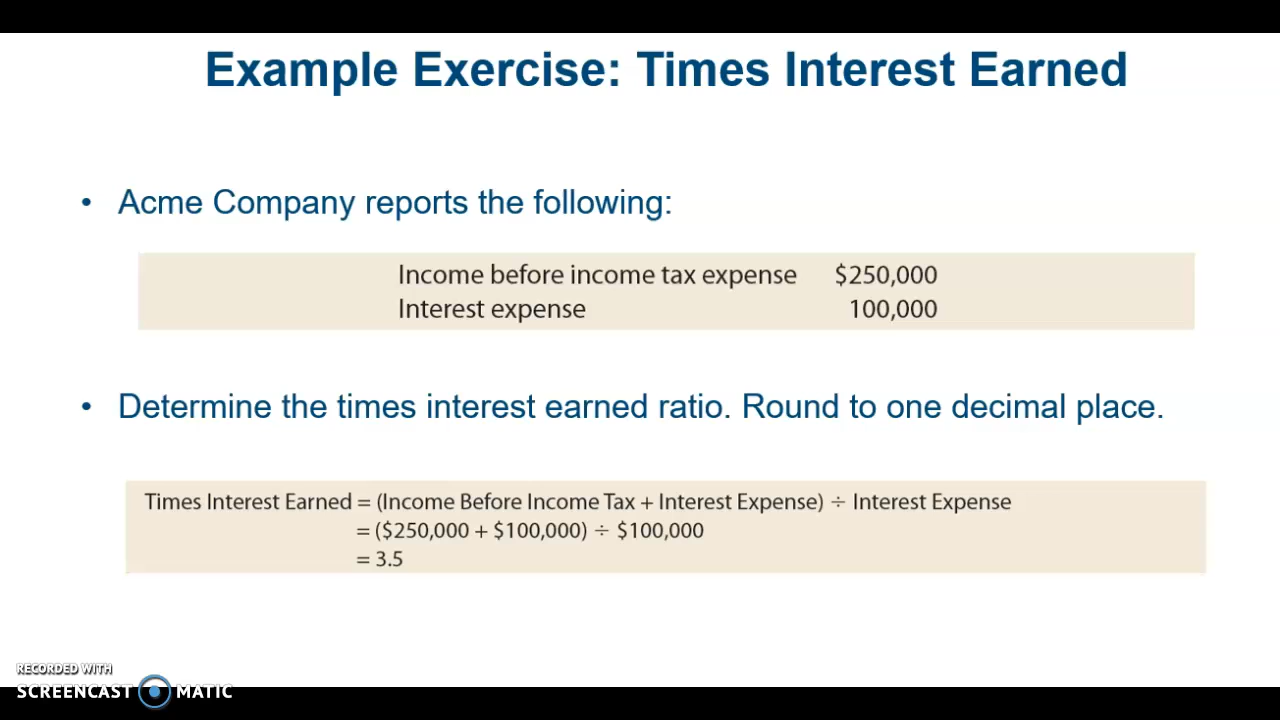 Example Exercise: Times Interest Earned
• Acme Company reports the following:
Income before income tax expense $250,000
Interest expense 100,000
• Determine the times interest earned ratio. Round to one decimal place.
Times Interest Earned = (Income Before Income Tax + Interest Expense) ÷ Interest Expense
= ($250,000 + $100,000) ÷ $100,000
= 3.5
RECORDED WITH
SCREENCAST MATIC